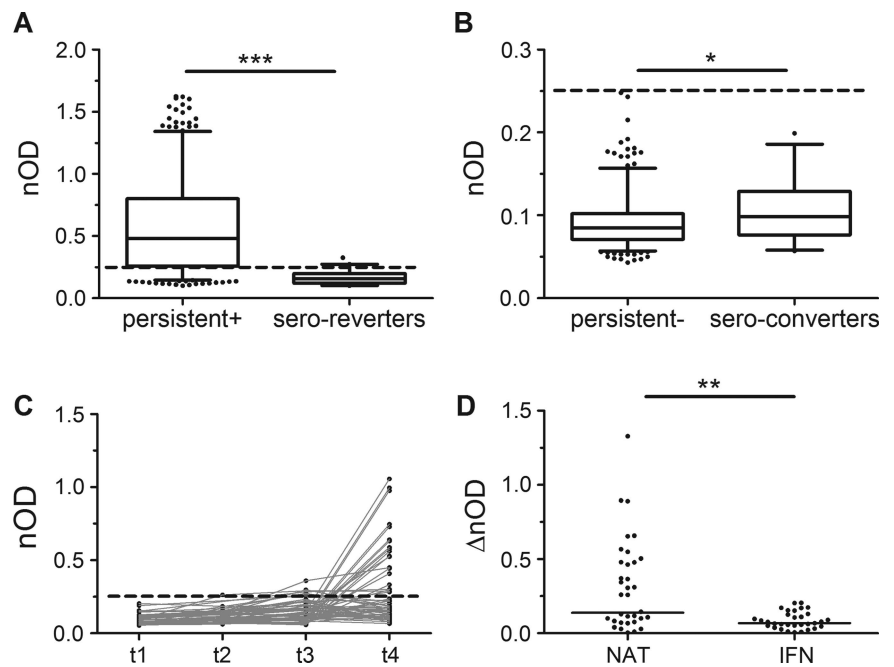 A
***
nOD
2.0
1.5
1.0
0.5
0.0
persistent+ sero-reverters
B
*
nOD
0.3
0.2
0.1
0.0
persistent- sero-converters
C
nOD
1.5
1.0
0.5
0.0
t1 t2 t3 t4
D
**
ΔnOD
1.5
1.0
0.5
0.0
NAT IFN